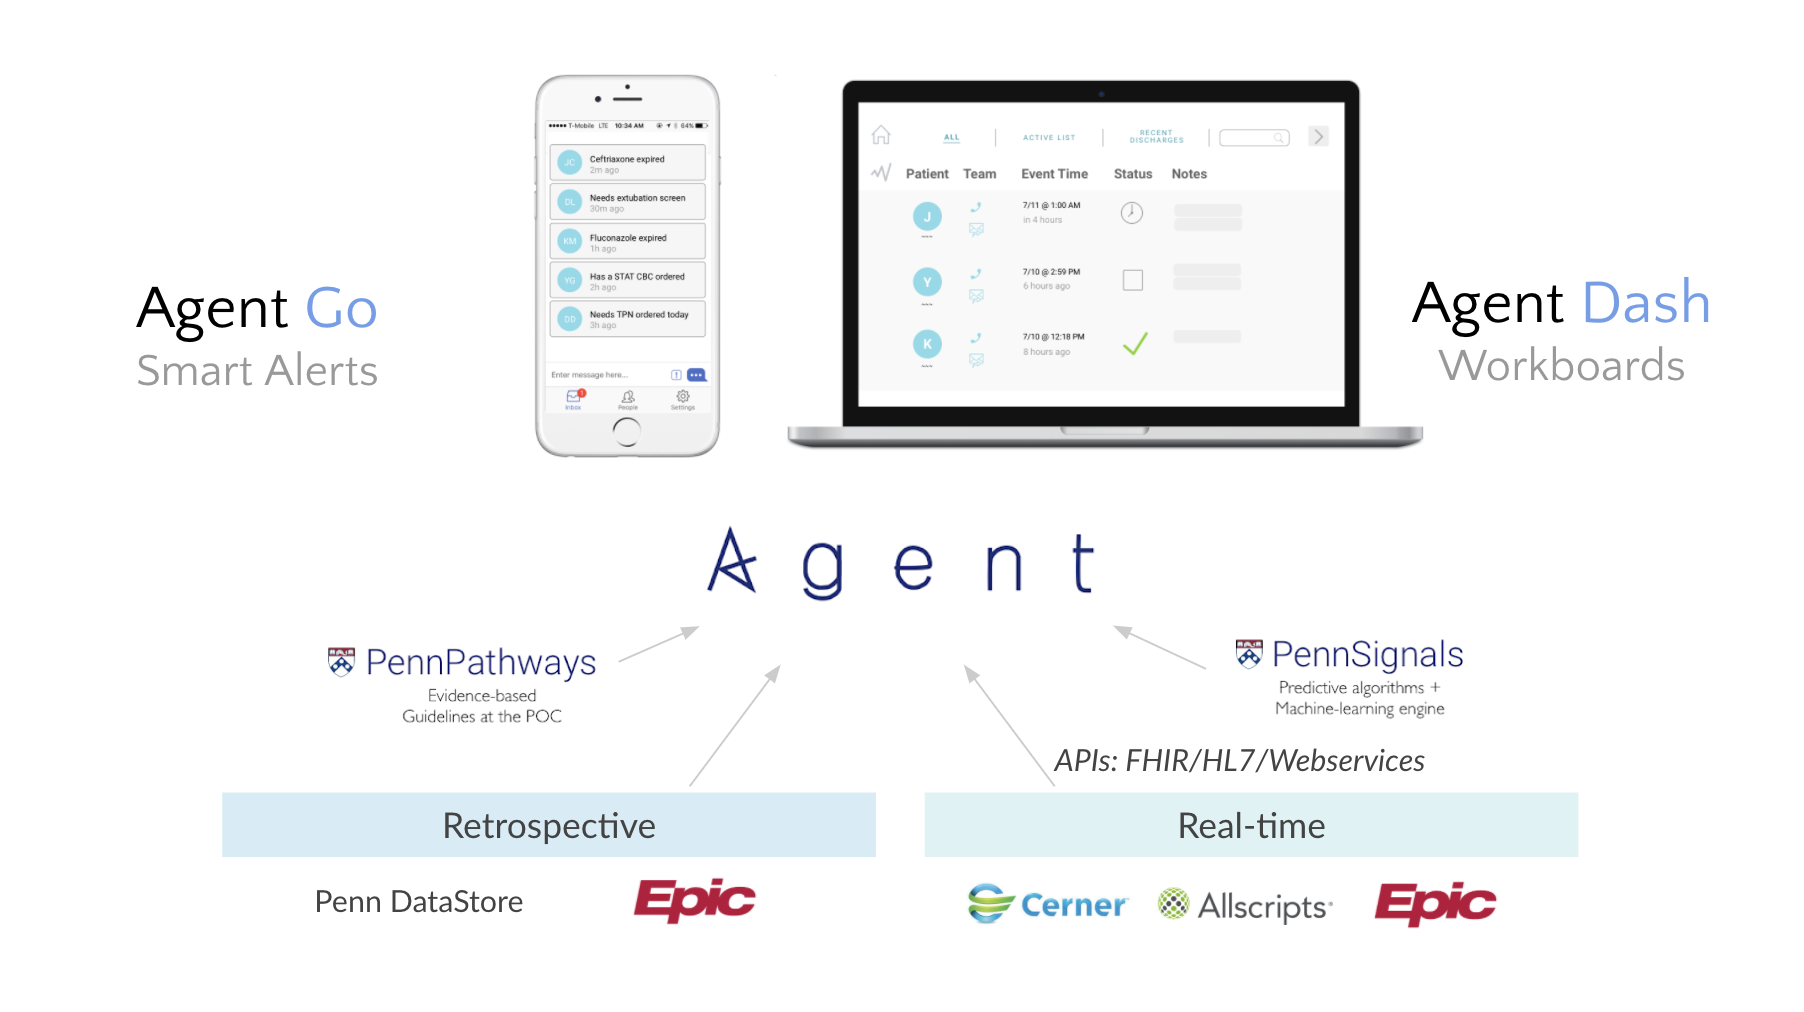 T-Mobile LTE 10:34 AM 64%
JC Ceftriaxone expired
2m ago
DL Needs extubation screen
30m ago
KM Fluconazole expired
1h ago
YG Has a STAT CBC ordered
2h ago
DD Needs TPN ordered today
3h ago
Enter message here...
1
Inbox People Settings
ALL ACTIVE LIST RECENT DISCHARGES
Patient Team Event Time Status Notes
J 7/11 @ 1:00 AM
in 4 hours
Y 7/10 @ 2:59 PM
6 hours ago
K 7/10 @ 12:18 PM
8 hours ago
Agent Go
Smart Alerts
Agent Dash
Workboards
Agent
PennPathways
Evidence-based
Guidelines at the POC
PennSignals
Predictive algorithms +
Machine-learning engine
APIs: FHIR/HL7/Webservices
Retrospective
Real-time
Penn DataStore
Epic
Cerner
Allscripts
Epic